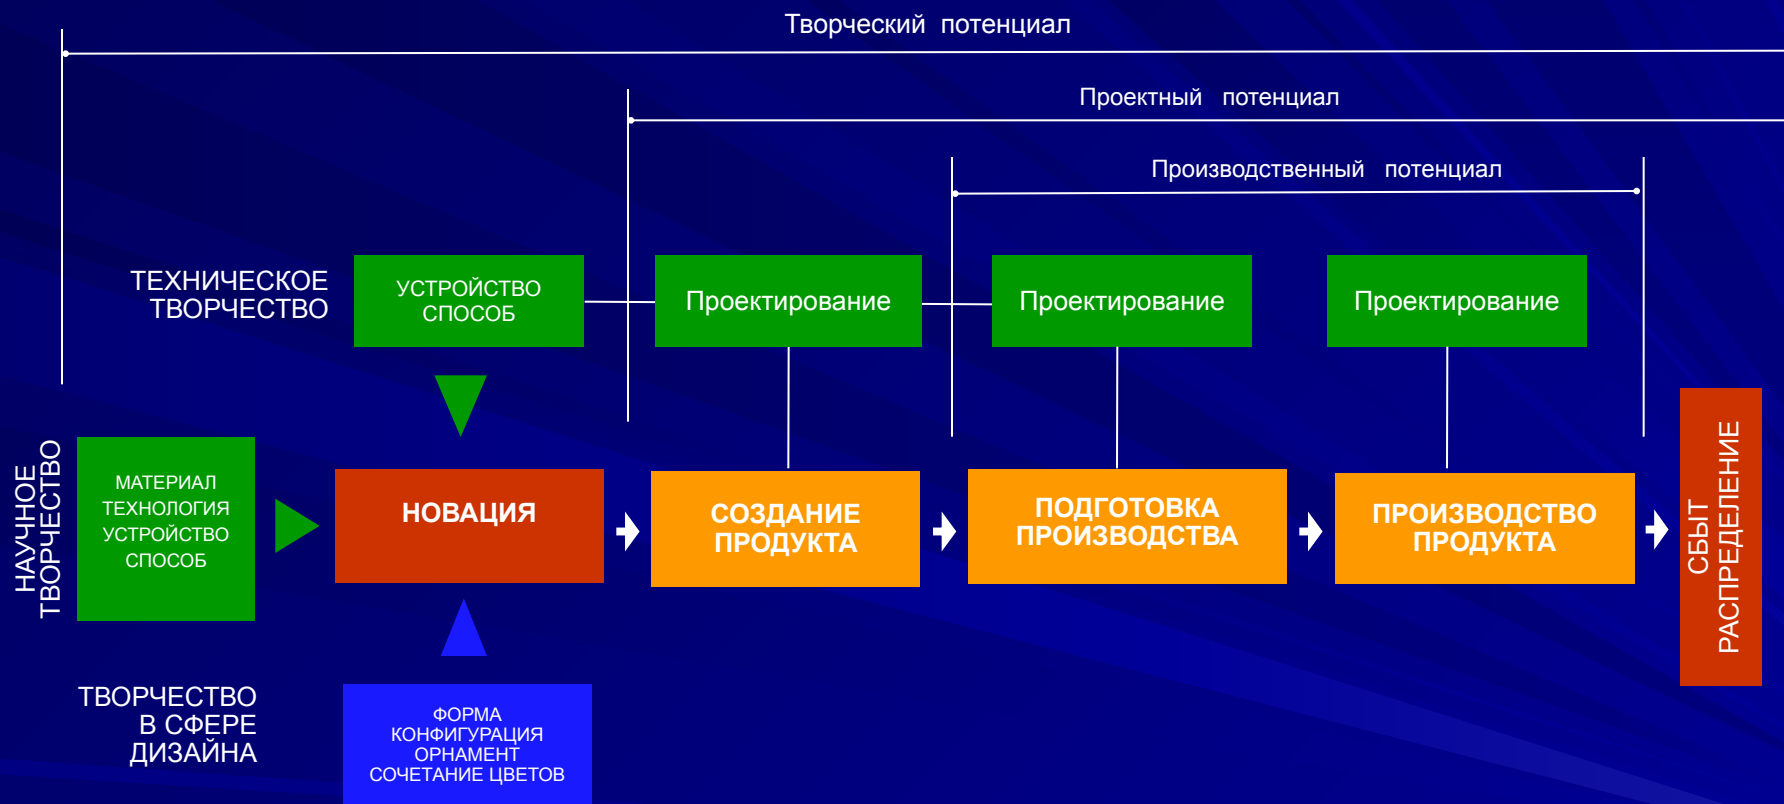 Творческий потенциал
Проектный потенциал
Производственный потенциал
ТЕХНИЧЕСКОЕ
ТВОРЧЕСТВО
УСТРОЙСТВО
СПОСОБ
Проектирование
Проектирование
Проектирование
НАУЧНОЕ
ТВОРЧЕСТВО
МАТЕРИАЛ
ТЕХНОЛОГИЯ
УСТРОЙСТВО
СПОСОБ
НОВАЦИЯ
СОЗДАНИЕ
ПРОДУКТА
ПОДГОТОВКА
ПРОИЗВОДСТВА
ПРОИЗВОДСТВО
ПРОДУКТА
СБЫТ
РАСПРЕДЕЛЕНИЕ
ТВОРЧЕСТВО
В СФЕРЕ
ДИЗАЙНА
ФОРМА
КОНФИГУРАЦИЯ
ОРНАМЕНТ
СОЧЕТАНИЕ ЦВЕТОВ